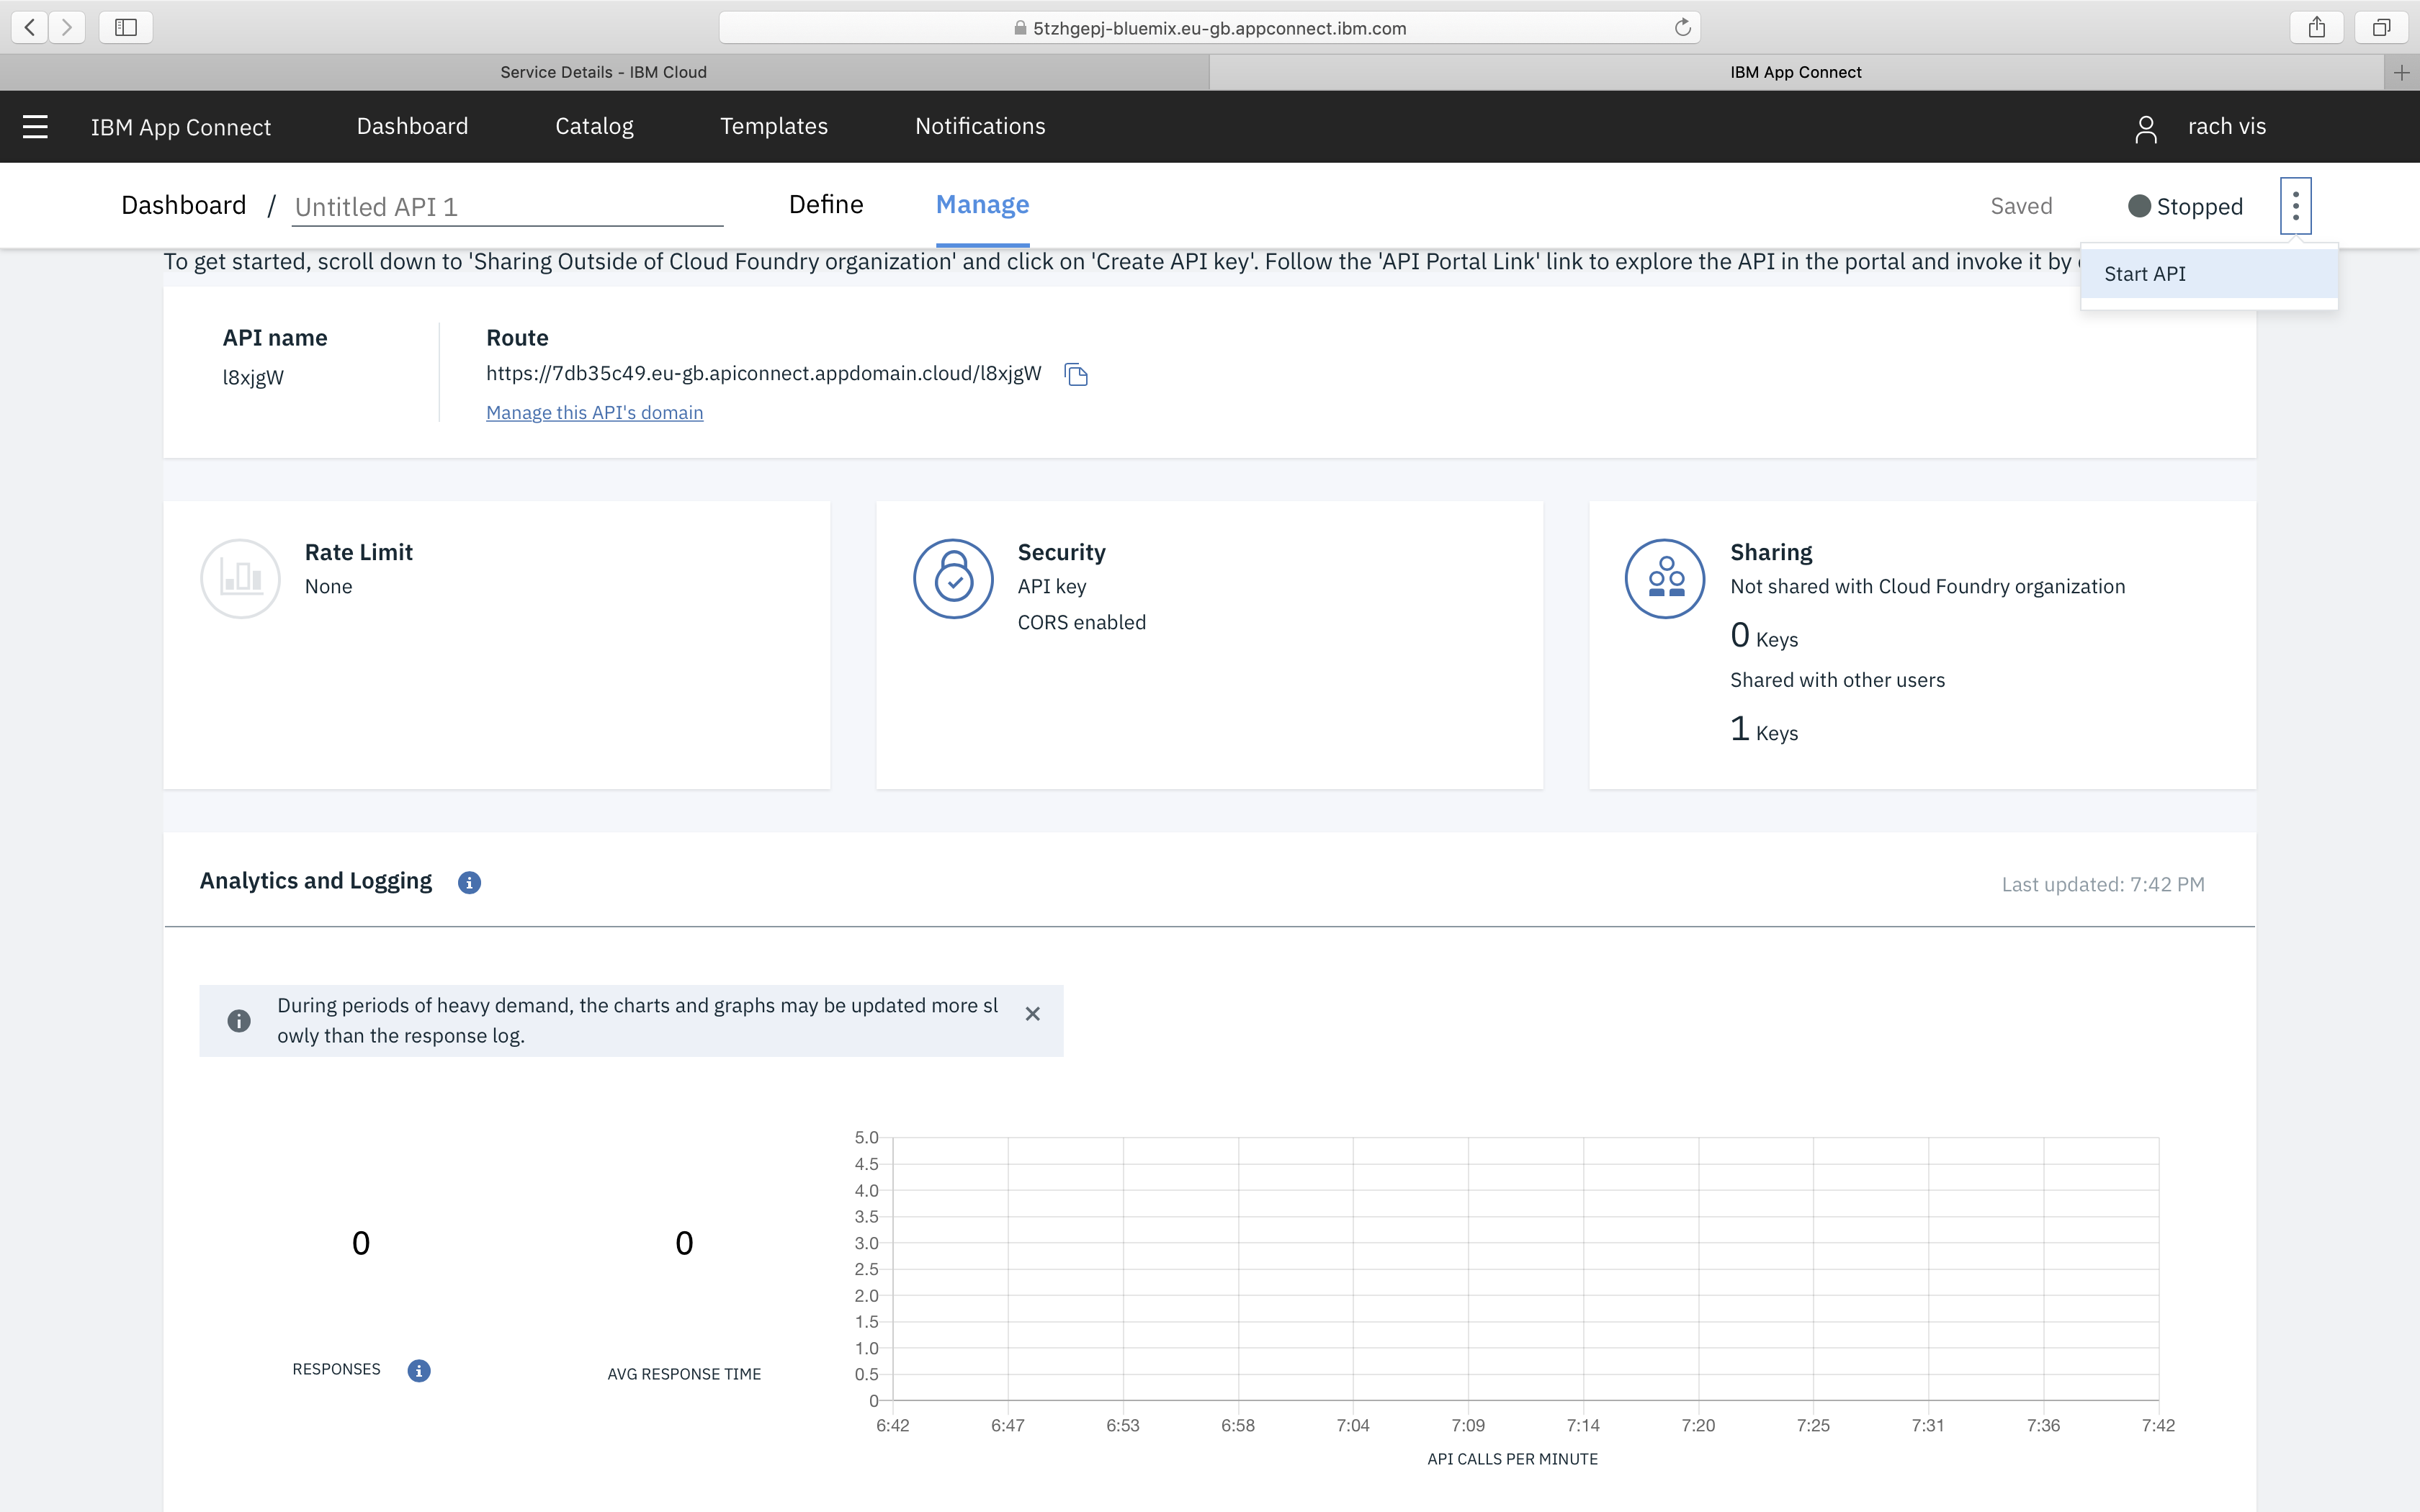 5tzhgepj-bluemix.eu-gb.appconnect.ibm.com
Service Details - IBM Cloud
IBM App Connect
IBM App Connect
Dashboard
Catalog
Templates
Notifications
rach vis
Dashboard / Untitled API 1
Define
Manage
Saved
Stopped
Start API
To get started, scroll down to 'Sharing Outside of Cloud Foundry organization' and click on 'Create API key'. Follow the 'API Portal Link' link to explore the API in the portal and invoke it by
API name
l8xjgW
Route
https://7db35c49.eu-gb.apiconnect.appdomain.cloud/l8xjgW
Manage this API's domain
Rate Limit
None
Security
API key
CORS enabled
Sharing
Not shared with Cloud Foundry organization
0 Keys
Shared with other users
1 Keys
Analytics and Logging
Last updated: 7:42 PM
During periods of heavy demand, the charts and graphs may be updated more sl
owly than the response log.
0
RESPONSES
0
AVG RESPONSE TIME
5.0
4.5
4.0
3.5
3.0
2.5
2.0
1.5
1.0
0.5
0
6:42 6:47 6:53 6:58 7:04 7:09 7:14 7:20 7:25 7:31 7:36 7:42
API CALLS PER MINUTE